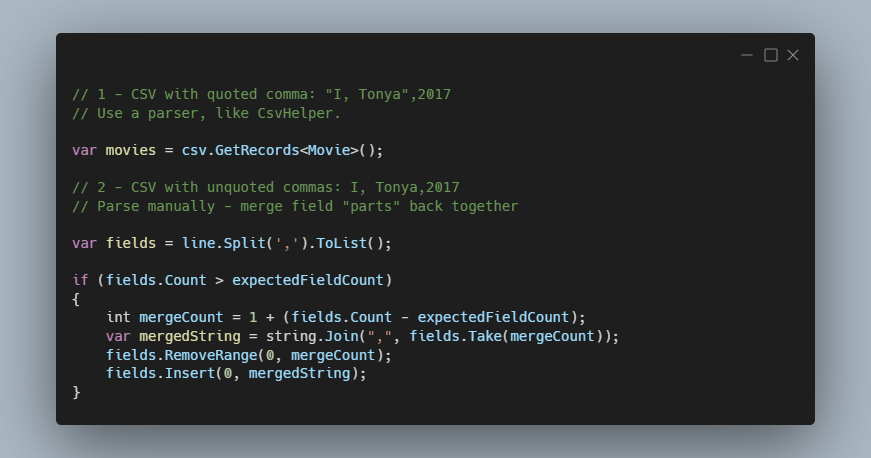 // 1 - CSV with quoted comma: "I, Tonya",2017
// Use a parser, like CsvHelper.
var movies = csv.GetRecords<Movie>();
// 2 - CSV with unquoted commas: I, Tonya,2017
// Parse manually - merge field "parts" back together
var fields = line.Split(',').ToList();
if (fields.Count > expectedFieldCount)
{
    int mergeCount = 1 + (fields.Count - expectedFieldCount);
    var mergedString = string.Join(",", fields.Take(mergeCount));
    fields.RemoveRange(0, mergeCount);
    fields.Insert(0, mergedString);
}